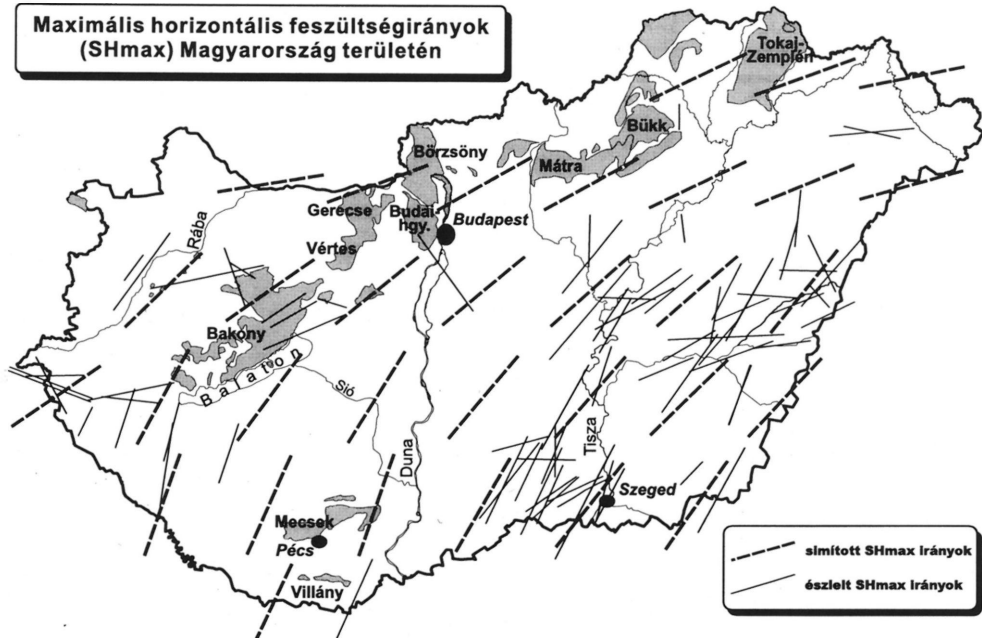 Maximális horizontális feszültségirányok
(SHmax) Magyarország területén
Tokaj-
Zemplén
Bükk
Mátra
Börzsöny
Gerecse
Budai-
hgy.
Budapest
Vértes
Rába
Bakony
Balaton
Sió
Duna
Tisza
Szeged
Mecsek
Pécs
Villány
simított SHmax irányok
észlelt SHmax irányok